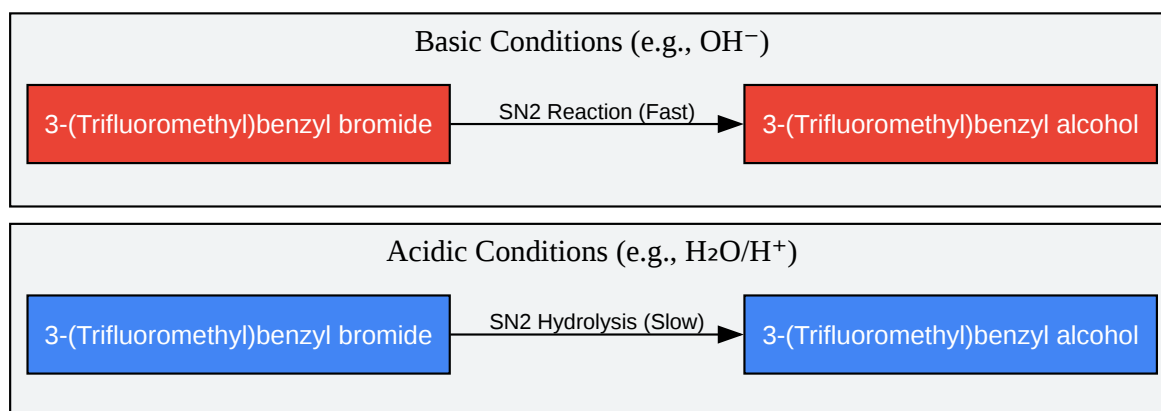 Basic Conditions (e.g., OH⁻)
3-(Trifluoromethyl)benzyl bromide
SN2 Reaction (Fast)
3-(Trifluoromethyl)benzyl alcohol
Acidic Conditions (e.g., H₂O/H⁺)
3-(Trifluoromethyl)benzyl bromide
SN2 Hydrolysis (Slow)
3-(Trifluoromethyl)benzyl alcohol